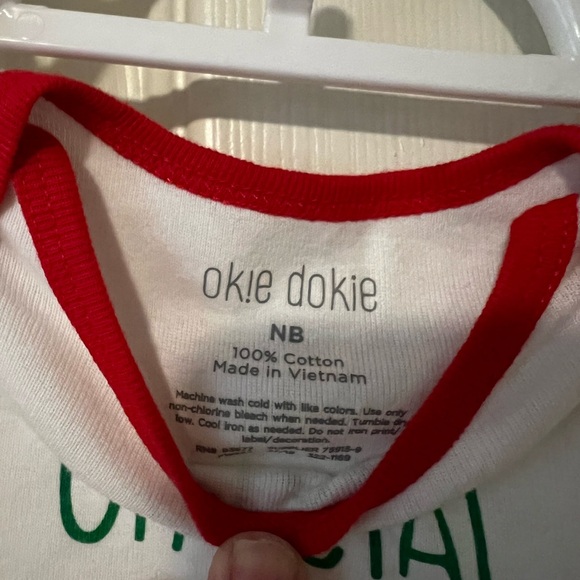 ok!e dokie
NB
100% Cotton
Made in Vietnam
Machine wash cold with like colors. Use only
non-chlorine bleach when needed. Tumble dry
low. Cool iron as needed. Do not iron print/
label/decoration.